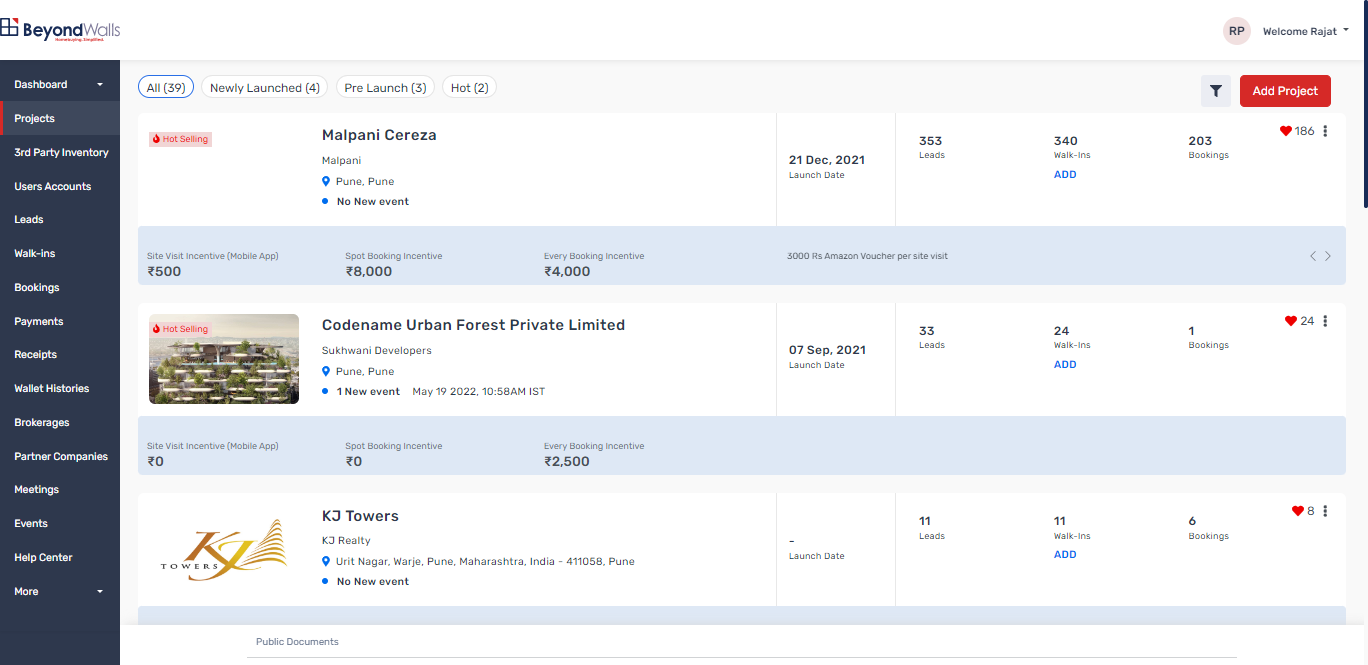 BeyondWalls
Homebuying. Simplified.
RP
Welcome Rajat
Dashboard
Projects
3rd Party Inventory
Users Accounts
Leads
Walk-ins
Bookings
Payments
Receipts
Wallet Histories
Brokerages
Partner Companies
Meetings
Events
Help Center
More
All (39)
Newly Launched (4)
Pre Launch (3)
Hot (2)
Add Project
Hot Selling
Malpani Cereza
Malpani
Pune, Pune
No New event
21 Dec, 2021
Launch Date
353
Leads
340
Walk-Ins
ADD
203
Bookings
186
Site Visit Incentive (Mobile App)
₹500
Spot Booking Incentive
₹8,000
Every Booking Incentive
₹4,000
3000 Rs Amazon Voucher per site visit
Hot Selling
Codename Urban Forest Private Limited
Sukhwani Developers
Pune, Pune
1 New event May 19 2022, 10:58AM IST
07 Sep, 2021
Launch Date
33
Leads
24
Walk-Ins
ADD
1
Bookings
24
Site Visit Incentive (Mobile App)
₹0
Spot Booking Incentive
₹0
Every Booking Incentive
₹2,500
KJ
TOWERS
KJ Towers
KJ Realty
Urit Nagar, Warje, Pune, Maharashtra, India - 411058, Pune
No New event
-
Launch Date
11
Leads
11
Walk-Ins
ADD
6
Bookings
8
Public Documents